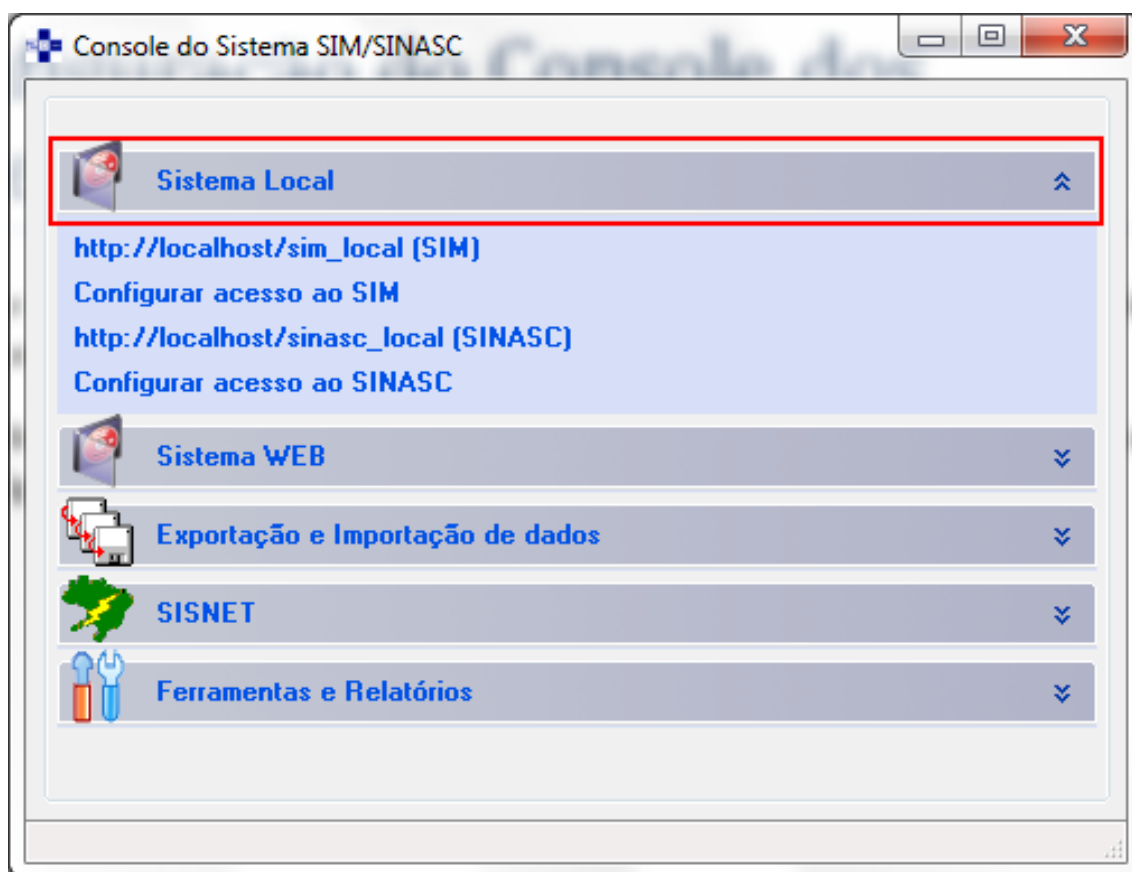 Console do Sistema SIM/SINASC
Sistema Local
http://localhost/sim_local (SIM)
Configurar acesso ao SIM
http://localhost/sinasc_local (SINASC)
Configurar acesso ao SINASC
Sistema WEB
Exportação e Importação de dados
SISNET
Ferramentas e Relatórios